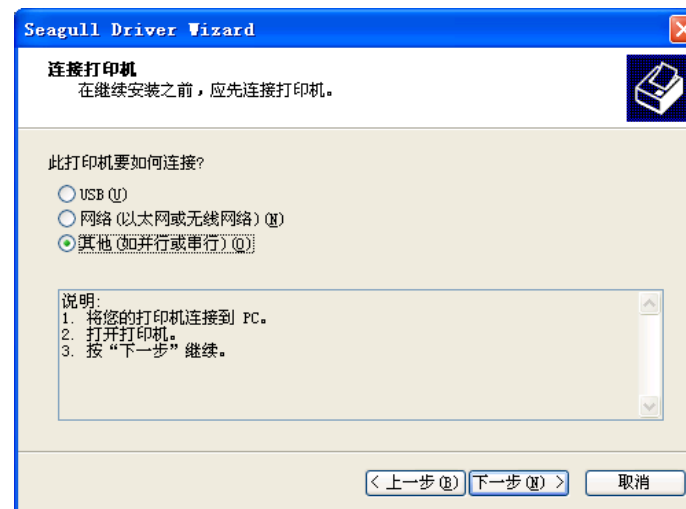 Seagull Driver Wizard
连接打印机
在继续安装之前，应先连接打印机。
此打印机要如何连接?
USB(U)
网络(以太网或无线网络)(N)
其他(如并行或串行)(O)
说明:
1. 将您的打印机连接到 PC。
2. 打开打印机。
3. 按“下一步”继续。
< 上一步(B) 下一步(N) > 取消